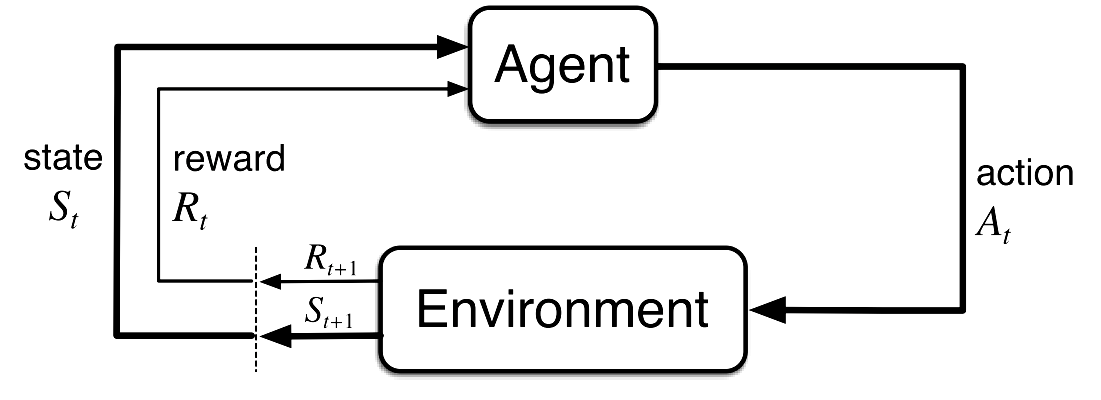 Agent
state
S_t
reward
R_t
action
A_t
R_{t+1}
S_{t+1}
Environment